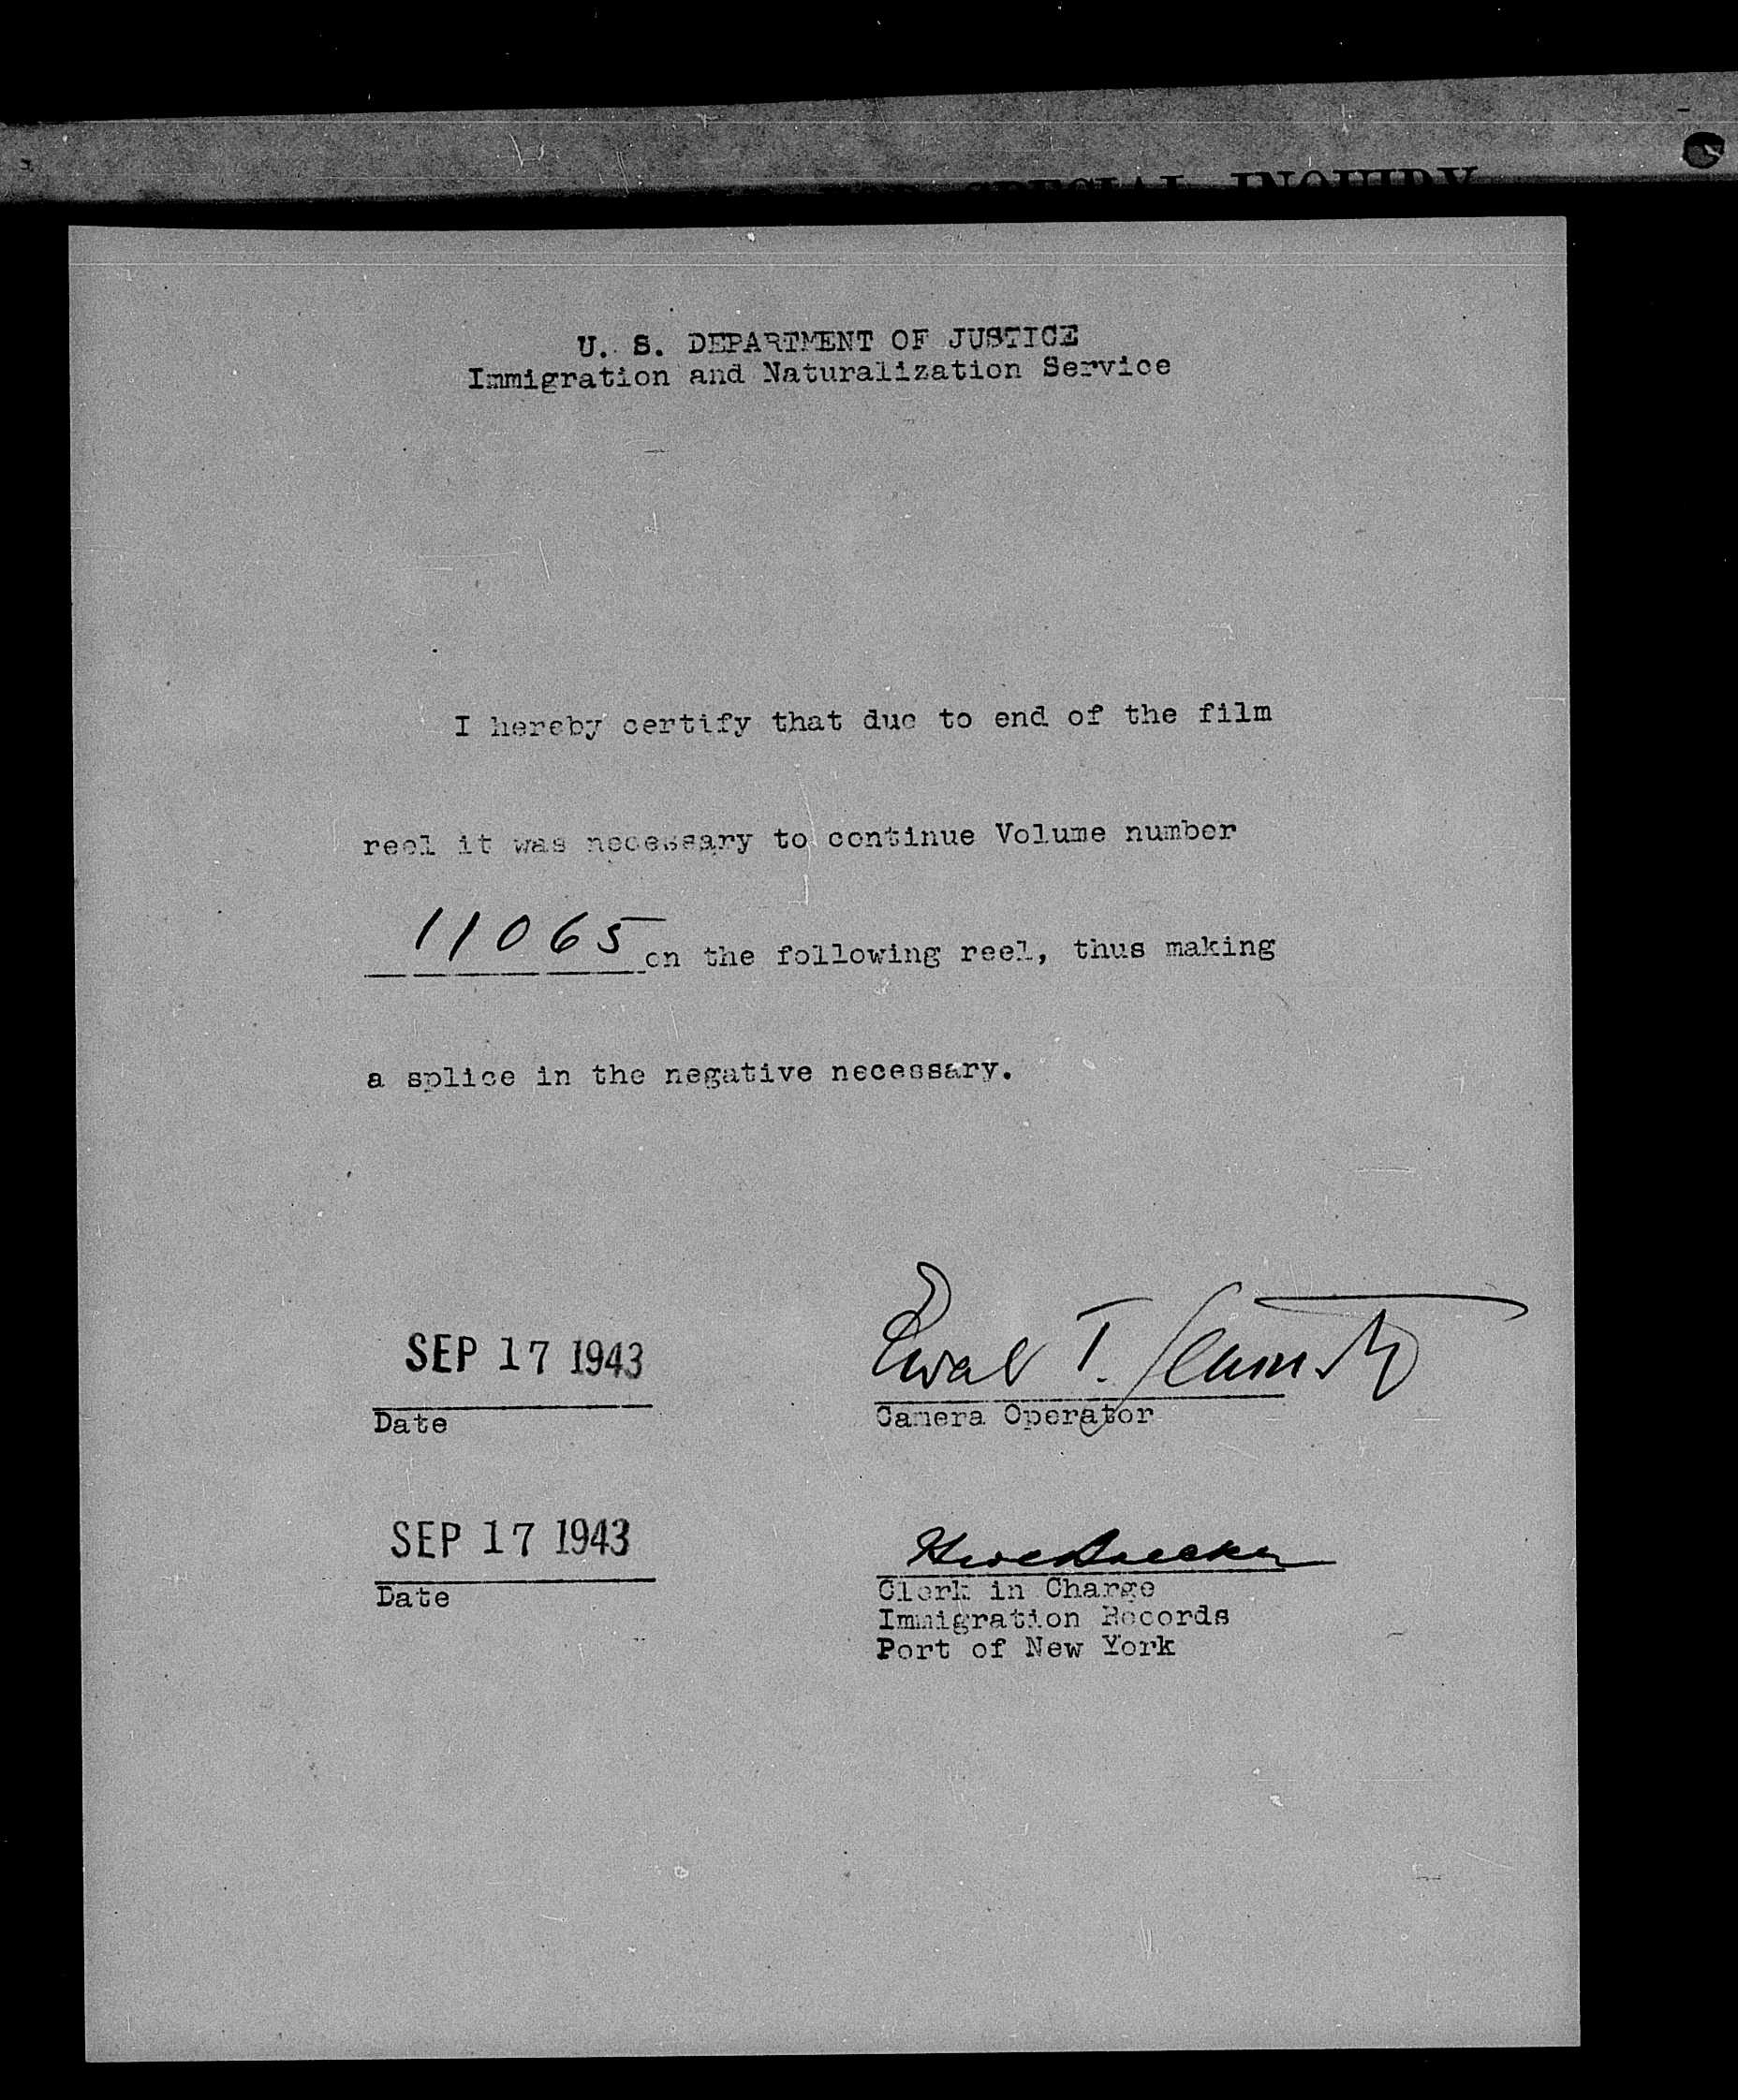 SPECIAL INQUIRY
U. S. DEPARTMENT OF JUSTICE
Immigration and Naturalization Service
I hereby certify that due to end of the film
reel it was necessary to continue Volume number
11065 on the following reel, thus making
a splice in the negative necessary.
SEP 17 1943
Date
Camera Operator
SEP 17 1943
Date
Clerk in Charge
Immigration Records
Port of New York